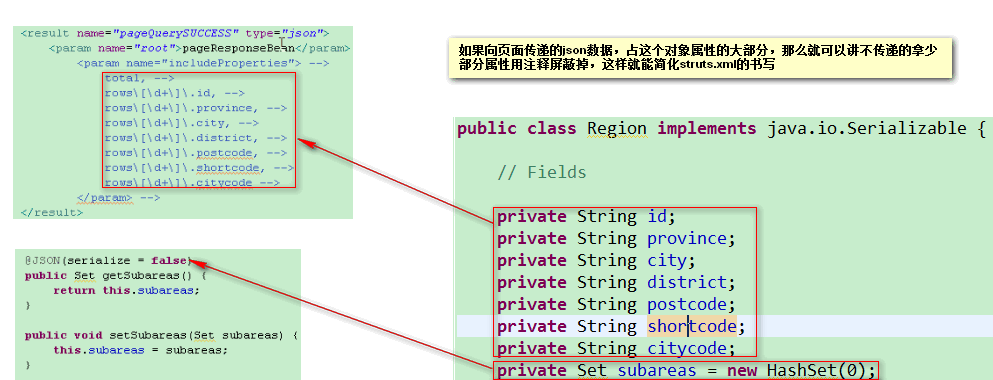 <result name="pageQuerySUCCESS" type="json">
<param name="root">pageResponseBean</param>
<param name="includeProperties"> -->
total, -->
rows\[\d+\]\.id, -->
rows\[\d+\]\.province, -->
rows\[\d+\]\.city, -->
rows\[\d+\]\.district, -->
rows\[\d+\]\.postcode, -->
rows\[\d+\]\.shortcode, -->
rows\[\d+\]\.citycode -->
</param> -->
</result>
如果向页面传递的json数据，占这个对象属性的大部分，那么就可以讲不传递的拿少
部分属性用注释屏蔽掉，这样就能简化struts.xml的书写
@JSON(serialize = false)
public Set getSubareas() {
return this.subareas;
}
public void setSubareas(Set subareas) {
this.subareas = subareas;
}
public class Region implements java.io.Serializable {
// Fields
private String id;
private String province;
private String city;
private String district;
private String postcode;
private String shortcode;
private String citycode;
private Set subareas = new HashSet(0);